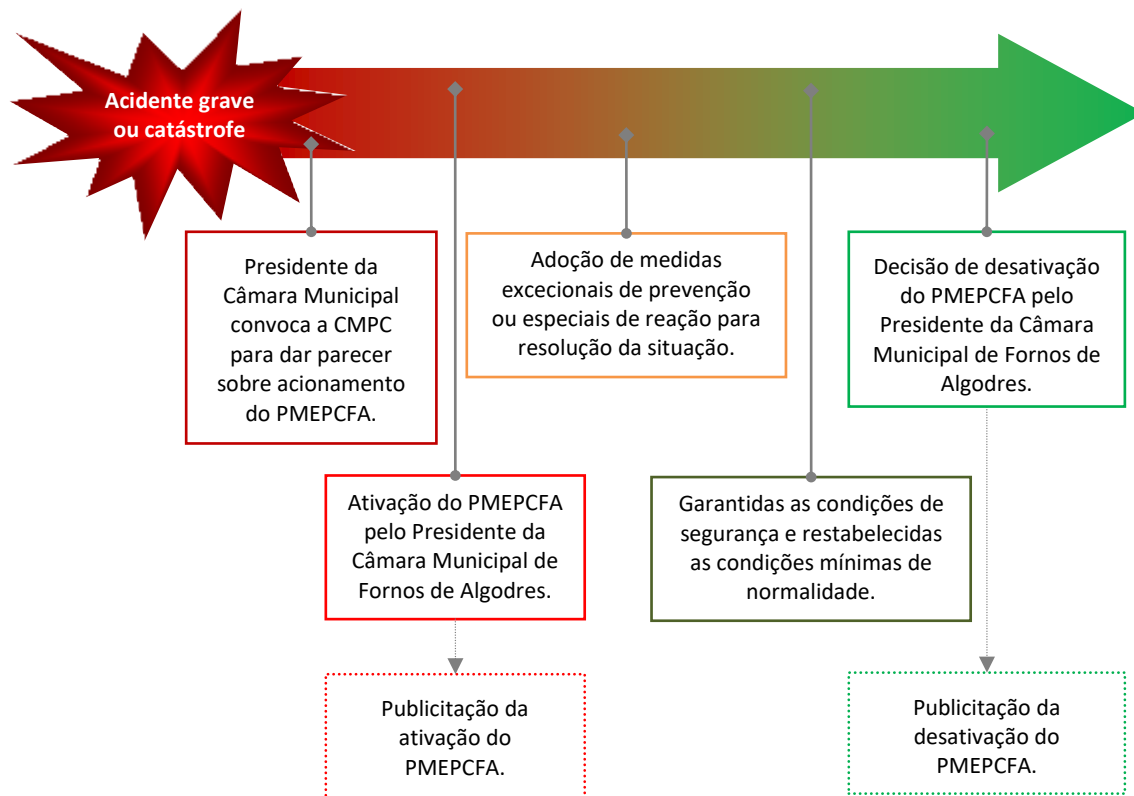 Acidente grave
ou catástrofe
Presidente da
Câmara Municipal
convoca a CMPC
para dar parecer
sobre acionamento
do PMEPCFA.
Ativação do PMEPCFA
pelo Presidente da
Câmara Municipal de
Fornos de Algodres.
Publicitação da
ativação do
PMEPCFA.
Adoção de medidas
excecionais de prevenção
ou especiais de reação para
resolução da situação.
Garantidas as condições de
segurança e restabelecidas
as condições mínimas de
normalidade.
Decisão de desativação
do PMEPCFA pelo
Presidente da Câmara
Municipal de Fornos de
Algodres.
Publicitação da
desativação do
PMEPCFA.